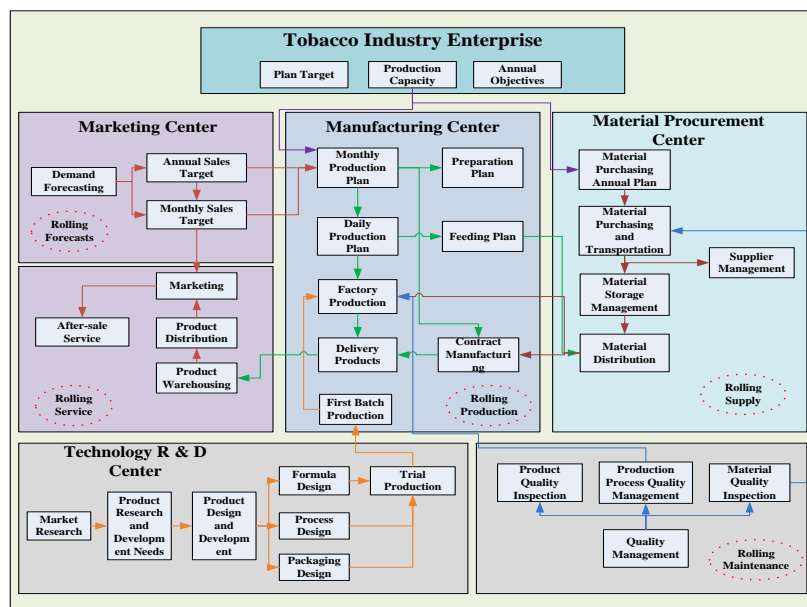 Tobacco Industry Enterprise
Plan Target
Production
Capacity
Annual
Objectives
Marketing Center
Demand
Forecasting
Annual Sales
Target
Monthly Sales
Target
Rolling
Forecasts
Marketing
After-sale
Service
Product
Distribution
Product
Warehousing
Rolling
Service
Manufacturing Center
Monthly
Production
Plan
Preparation
Plan
Daily
Production
Plan
Feeding Plan
Factory
Production
Delivery
Products
Contract
Manufacturi
ng
First Batch
Production
Rolling
Production
Material Procurement
Center
Material
Purchasing
Annual Plan
Material
Purchasing
and
Transportation
Supplier
Management
Material
Storage
Management
Material
Distribution
Rolling
Supply
Technology R & D
Center
Market
Research
Product
Research
and
Develop
ment Needs
Product
Design
and
Develop
ment
Formula
Design
Process
Design
Packaging
Design
Trial
Production
Product
Quality
Inspection
Production
Process Quality
Management
Material
Quality
Inspection
Quality
Management
Rolling
Maintenance